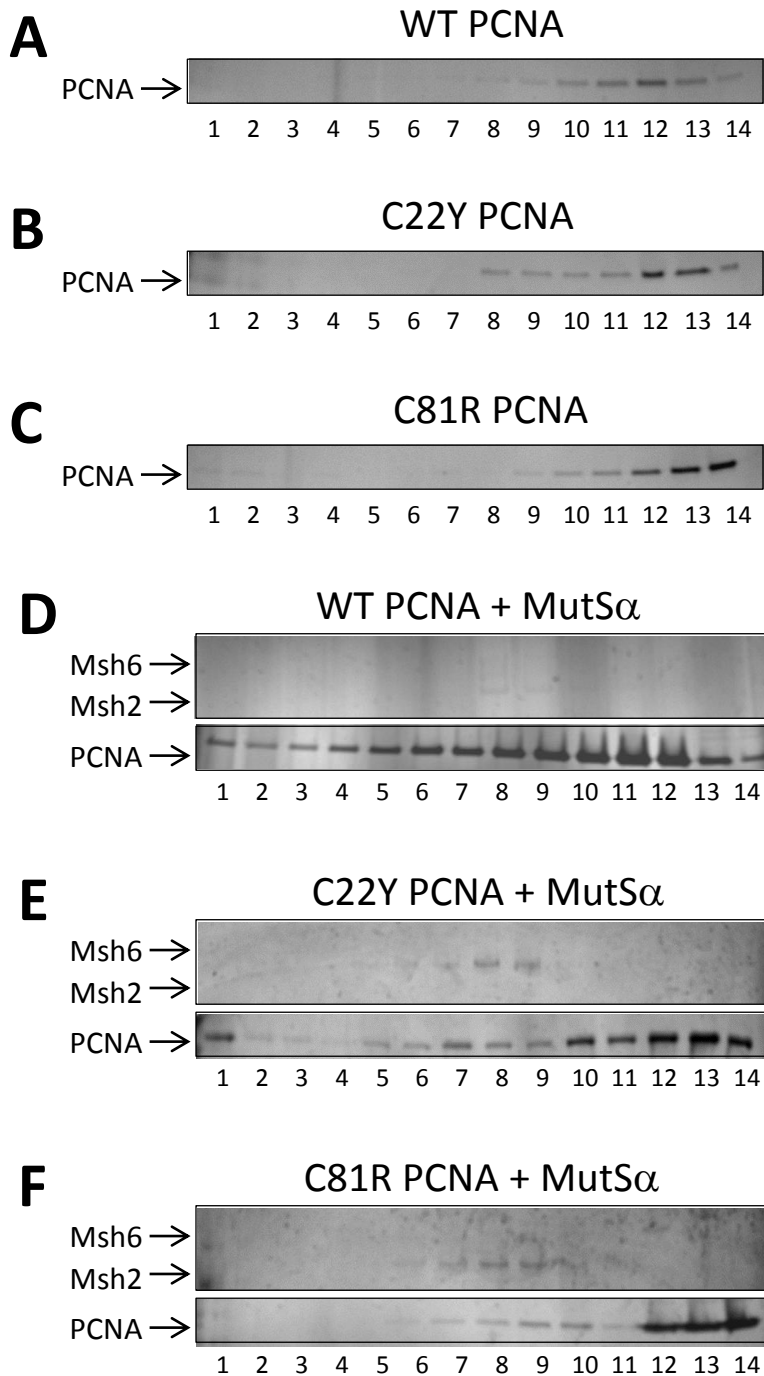 A
WT PCNA
PCNA →
1 2 3 4 5 6 7 8 9 10 11 12 13 14
B
C22Y PCNA
PCNA →
1 2 3 4 5 6 7 8 9 10 11 12 13 14
C
C81R PCNA
PCNA →
1 2 3 4 5 6 7 8 9 10 11 12 13 14
D
WT PCNA + MutSα
Msh6 →
Msh2 →
PCNA →
1 2 3 4 5 6 7 8 9 10 11 12 13 14
E
C22Y PCNA + MutSα
Msh6 →
Msh2 →
PCNA →
1 2 3 4 5 6 7 8 9 10 11 12 13 14
F
C81R PCNA + MutSα
Msh6 →
Msh2 →
PCNA →
1 2 3 4 5 6 7 8 9 10 11 12 13 14